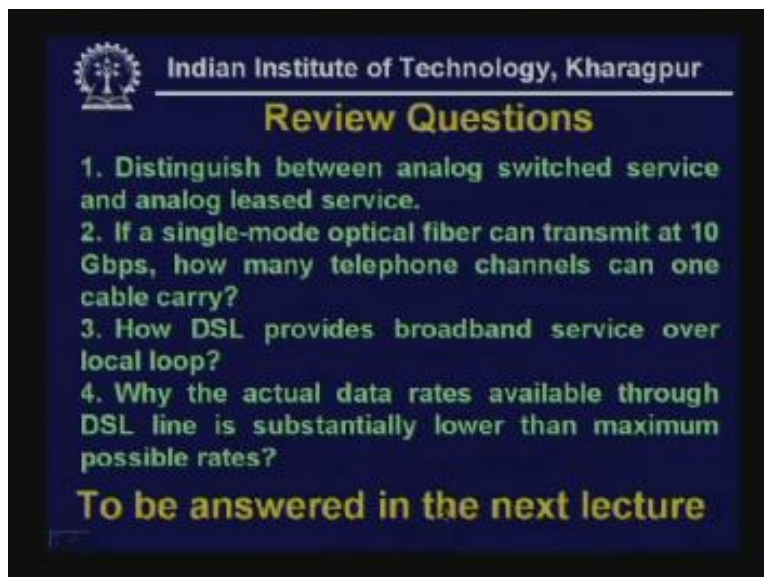 Indian Institute of Technology, Kharagpur
Review Questions
1. Distinguish between analog switched service
and analog leased service.
2. If a single-mode optical fiber can transmit at 10
Gbps, how many telephone channels can one
cable carry?
3. How DSL provides broadband service over
local loop?
4. Why the actual data rates available through
DSL line is substantially lower than maximum
possible rates?
To be answered in the next lecture